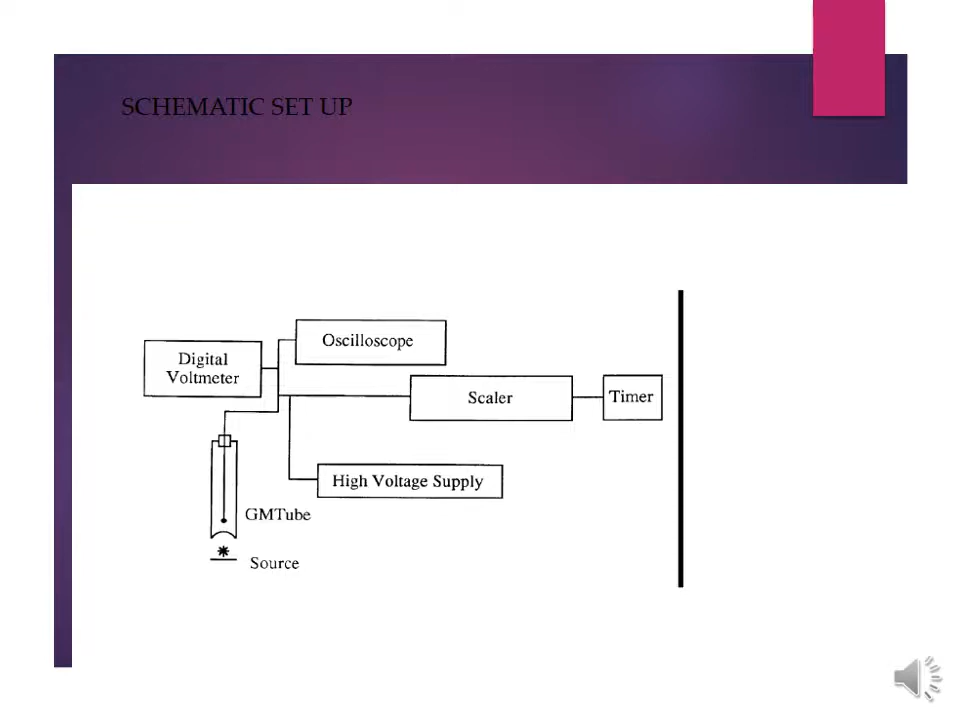 SCHEMATIC SET UP
Oscilloscope
Digital
Voltmeter
Scaler
Timer
High Voltage Supply
GMTube
Source